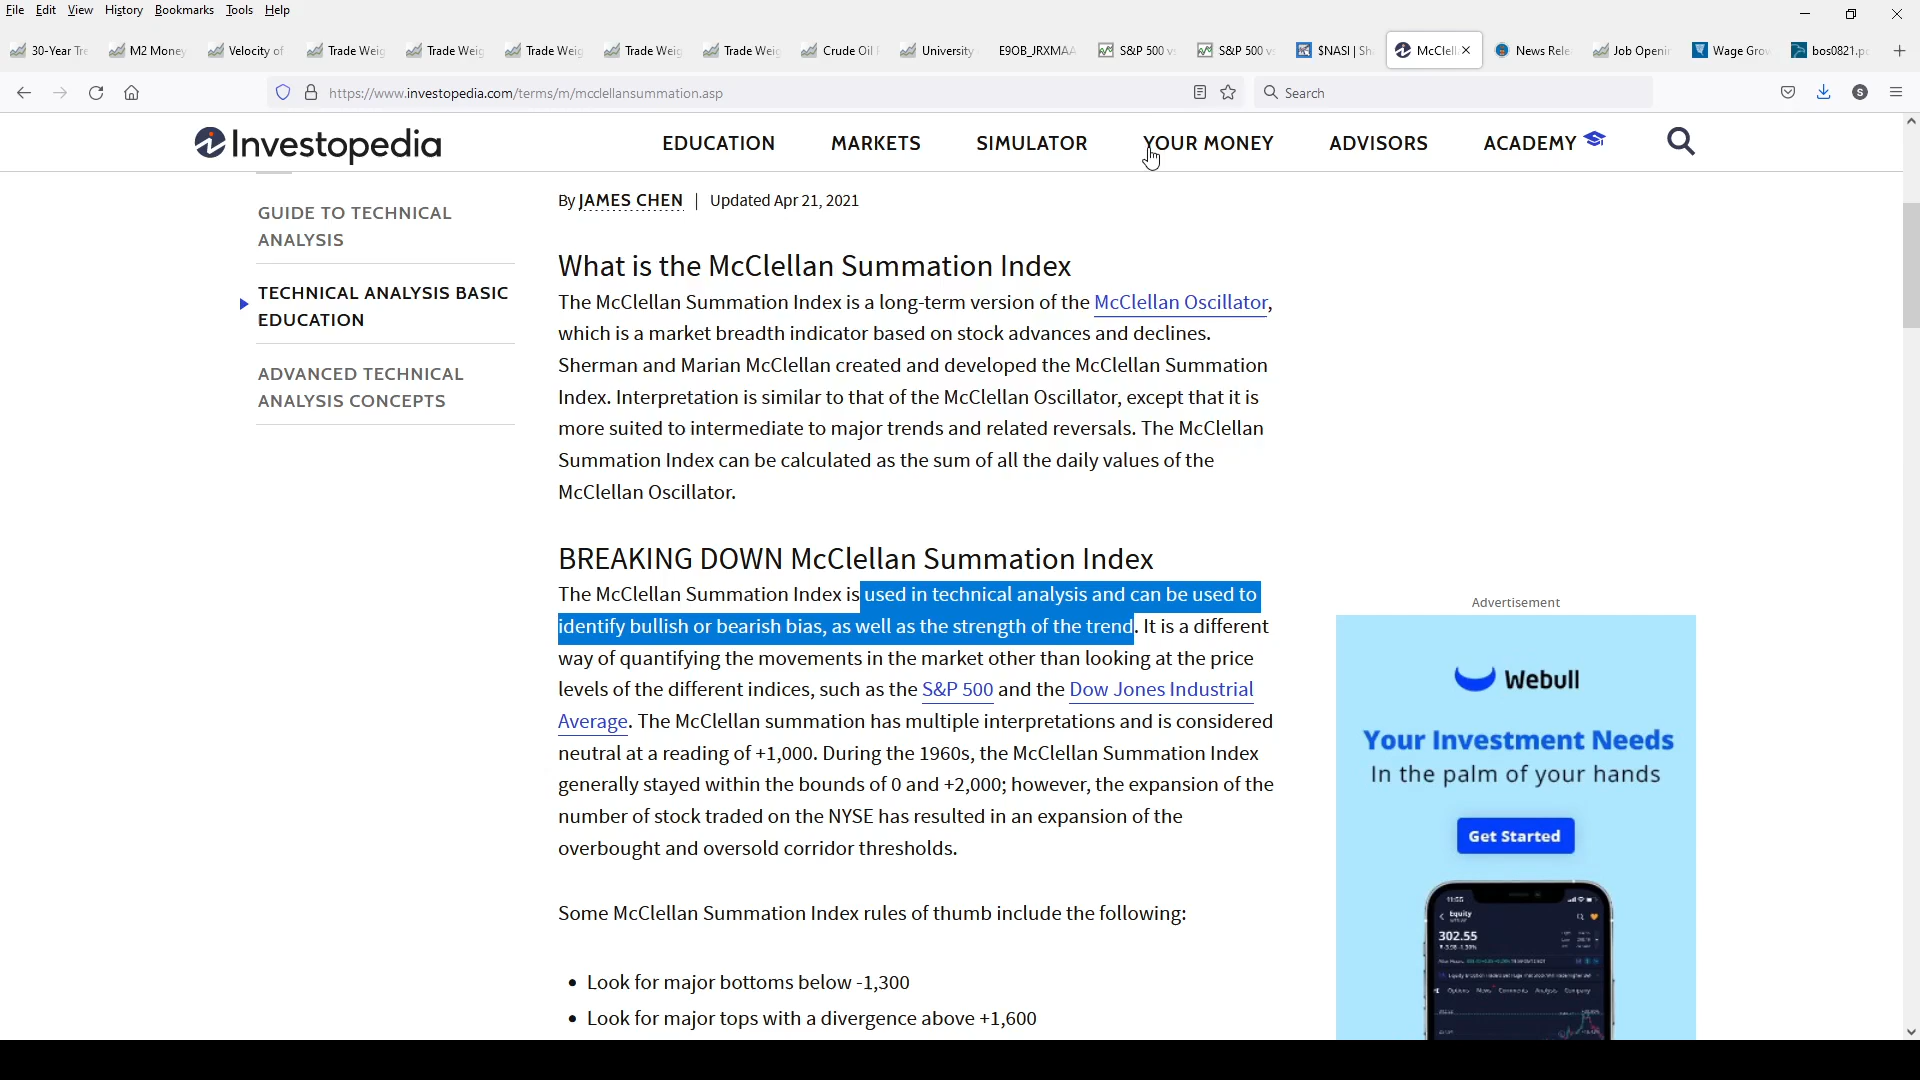 File Edit View History Bookmarks Tools Help
30-Year Tre M2 Money Velocity of Trade Weig Trade Weig Trade Weig Trade Weig Trade Weig Crude Oil University E9OB_JRXMAA S&P 500 v S&P 500 v $NASI | Sh McClell News Rele Job Openin Wage Grow bos0821.p
https://www.investopedia.com/terms/m/mcclellansummation.asp Search S
Investopedia EDUCATION MARKETS SIMULATOR YOUR MONEY ADVISORS ACADEMY
GUIDE TO TECHNICAL
ANALYSIS
TECHNICAL ANALYSIS BASIC
EDUCATION
ADVANCED TECHNICAL
ANALYSIS CONCEPTS
By JAMES CHEN | Updated Apr 21, 2021
What is the McClellan Summation Index
The McClellan Summation Index is a long-term version of the McClellan Oscillator,
which is a market breadth indicator based on stock advances and declines.
Sherman and Marian McClellan created and developed the McClellan Summation
Index. Interpretation is similar to that of the McClellan Oscillator, except that it is
more suited to intermediate to major trends and related reversals. The McClellan
Summation Index can be calculated as the sum of all the daily values of the
McClellan Oscillator.
BREAKING DOWN McClellan Summation Index
The McClellan Summation Index is used in technical analysis and can be used to
identify bullish or bearish bias, as well as the strength of the trend. It is a different
way of quantifying the movements in the market other than looking at the price
levels of the different indices, such as the S&P 500 and the Dow Jones Industrial
Average. The McClellan summation has multiple interpretations and is considered
neutral at a reading of +1,000. During the 1960s, the McClellan Summation Index
generally stayed within the bounds of 0 and +2,000; however, the expansion of the
number of stock traded on the NYSE has resulted in an expansion of the
overbought and oversold corridor thresholds.
Some McClellan Summation Index rules of thumb include the following:
• Look for major bottoms below -1,300
• Look for major tops with a divergence above +1,600
Advertisement
Webull
Your Investment Needs
In the palm of your hands
Get Started
11:55
Equity
302.55
Options News Comments Analysis Company